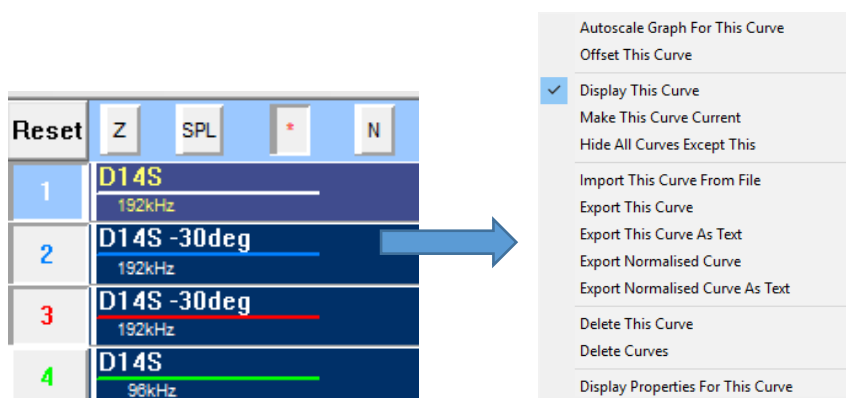 Reset Z SPL * N
1 D14S
192kHz
2 D14S -30deg
192kHz
3 D14S -30deg
192kHz
4 D14S
96kHz
Autoscale Graph For This Curve
Offset This Curve
Display This Curve
Make This Curve Current
Hide All Curves Except This
Import This Curve From File
Export This Curve
Export This Curve As Text
Export Normalised Curve
Export Normalised Curve As Text
Delete This Curve
Delete Curves
Display Properties For This Curve